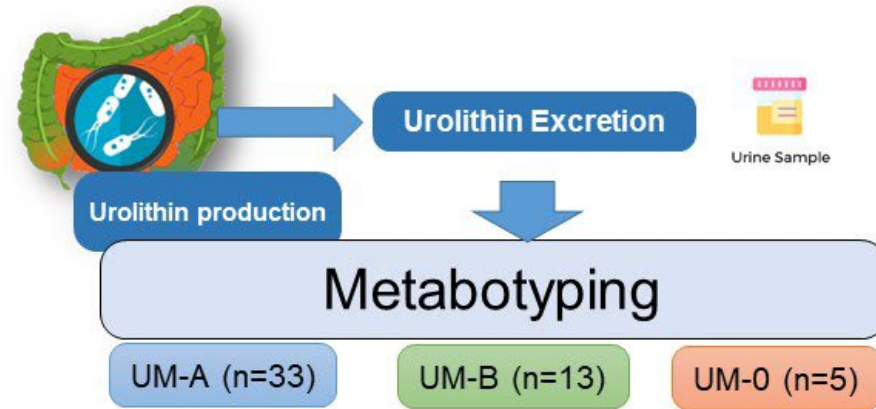 Urolithin Excretion
Urine Sample
Urolithin production
Metabotyping
UM-A (n=33)
UM-B (n=13)
UM-0 (n=5)